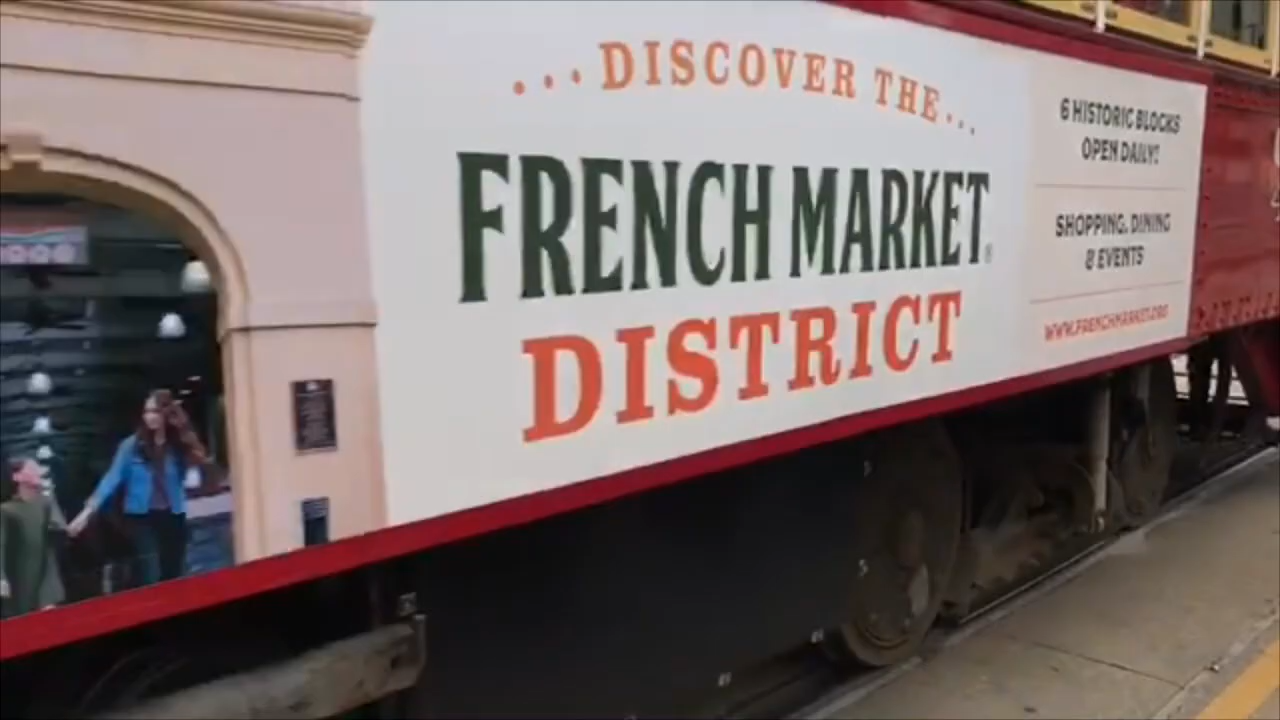 ...DISCOVER THE...
FRENCH MARKET®
DISTRICT
6 HISTORIC BLOCKS
OPEN DAILY!
SHOPPING, DINING
& EVENTS
WWW.FRENCHMARKET.ORG